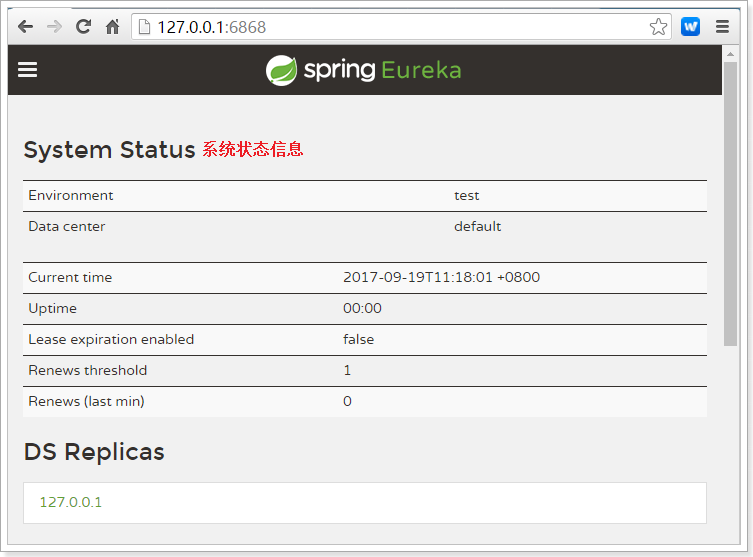 127.0.0.1:6868
spring Eureka
System Status 系统状态信息
Environment test
Data center default
Current time 2017-09-19T11:18:01 +0800
Uptime 00:00
Lease expiration enabled false
Renews threshold 1
Renews (last min) 0
DS Replicas
127.0.0.1